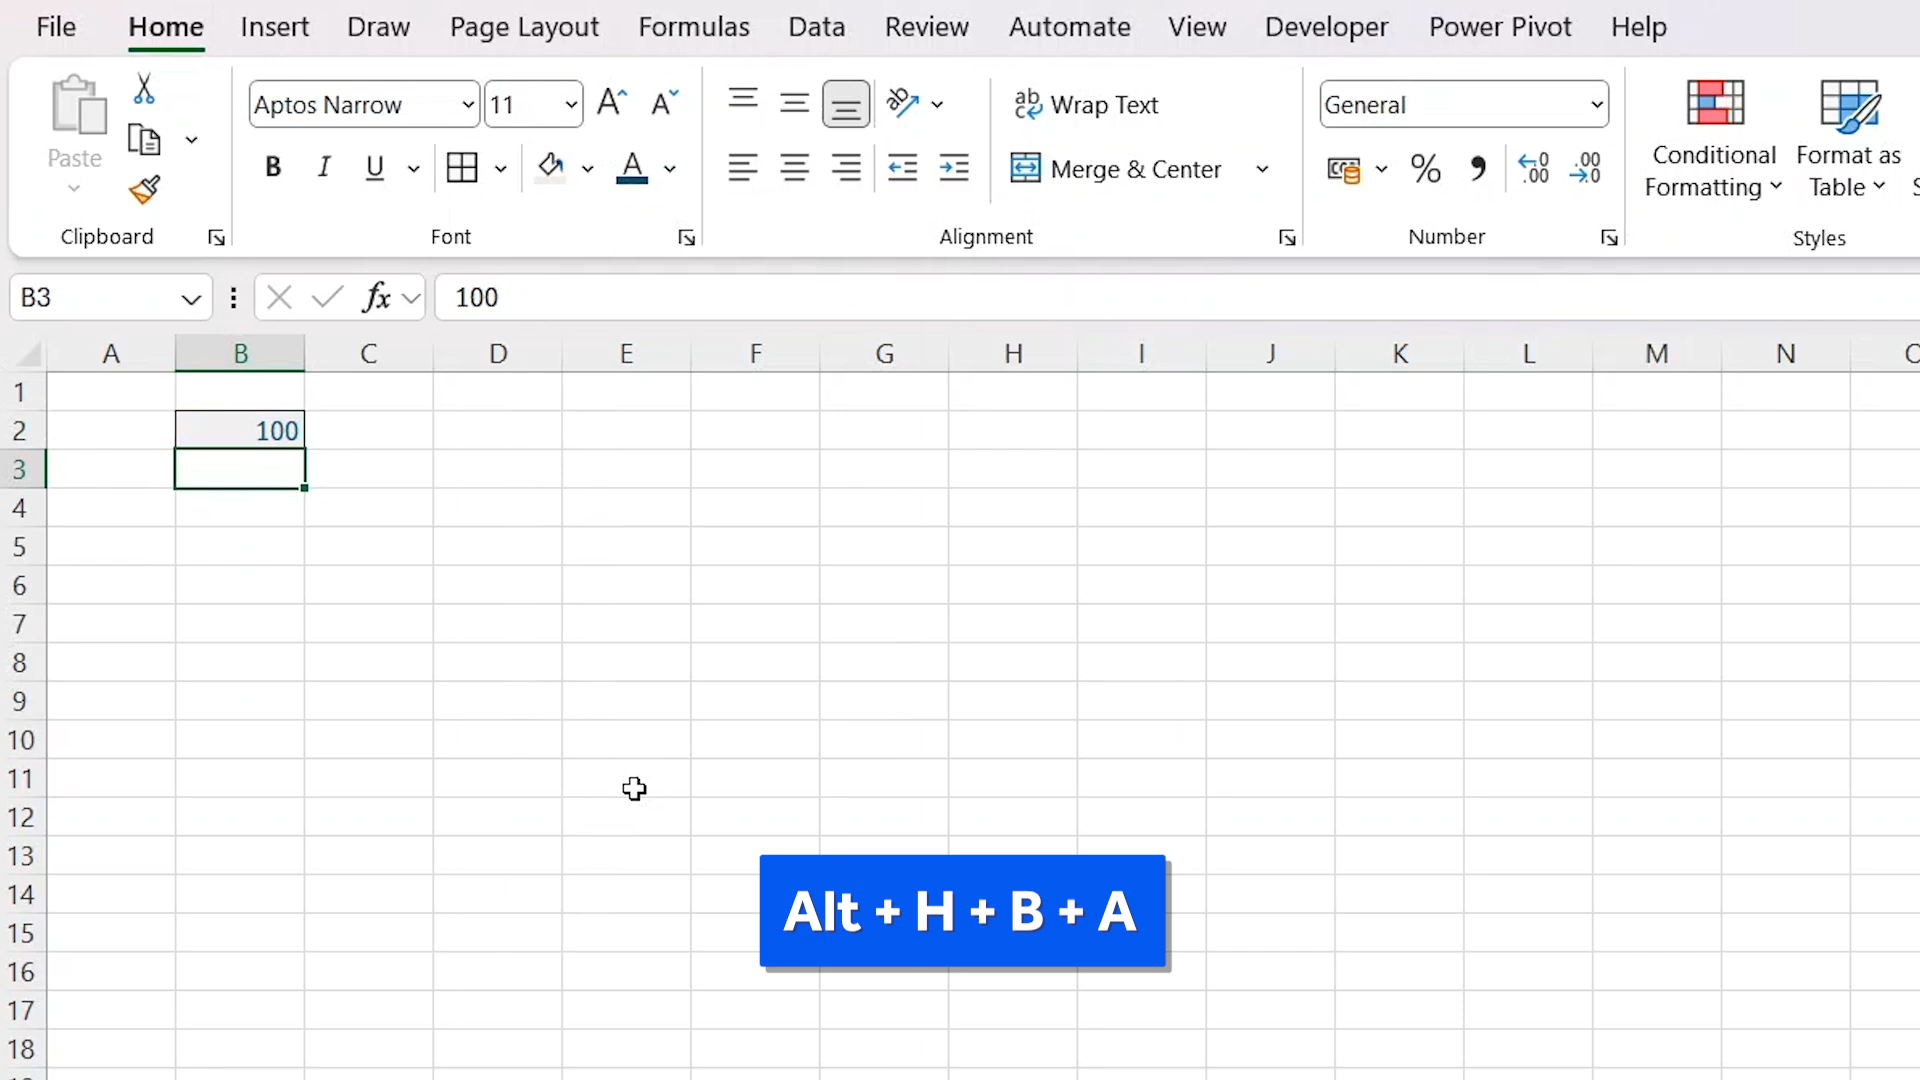 File Home Insert Draw Page Layout Formulas Data Review Automate View Developer Power Pivot Help
Paste
Clipboard
Aptos Narrow 11
B I U
Font
Wrap Text
Merge & Center
Alignment
General
Number
Conditional Formatting
Format as Table
Styles
B3 fx 100
A B C D E F G H I J K L M N
1
2 100
3
4
5
6
7
8
9
10
11
12
13
14
15
16
17
18
Alt + H + B + A